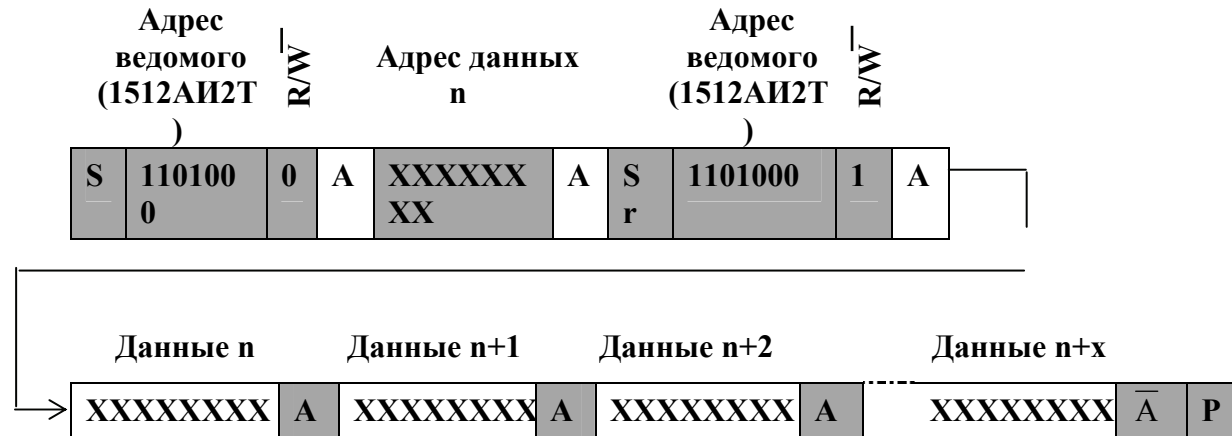 Адрес
ведомого
(1512АИ2Т
)
R/W
Адрес данных
n
Адрес
ведомого
(1512АИ2Т
)
R/W
S 110100 0 A XXXXXX A S 1101000 1 A
0 XX r
Данные n Данные n+1 Данные n+2 Данные n+x
XXXXXXXX A XXXXXXXX A XXXXXXXX A XXXXXXXX A̅ P